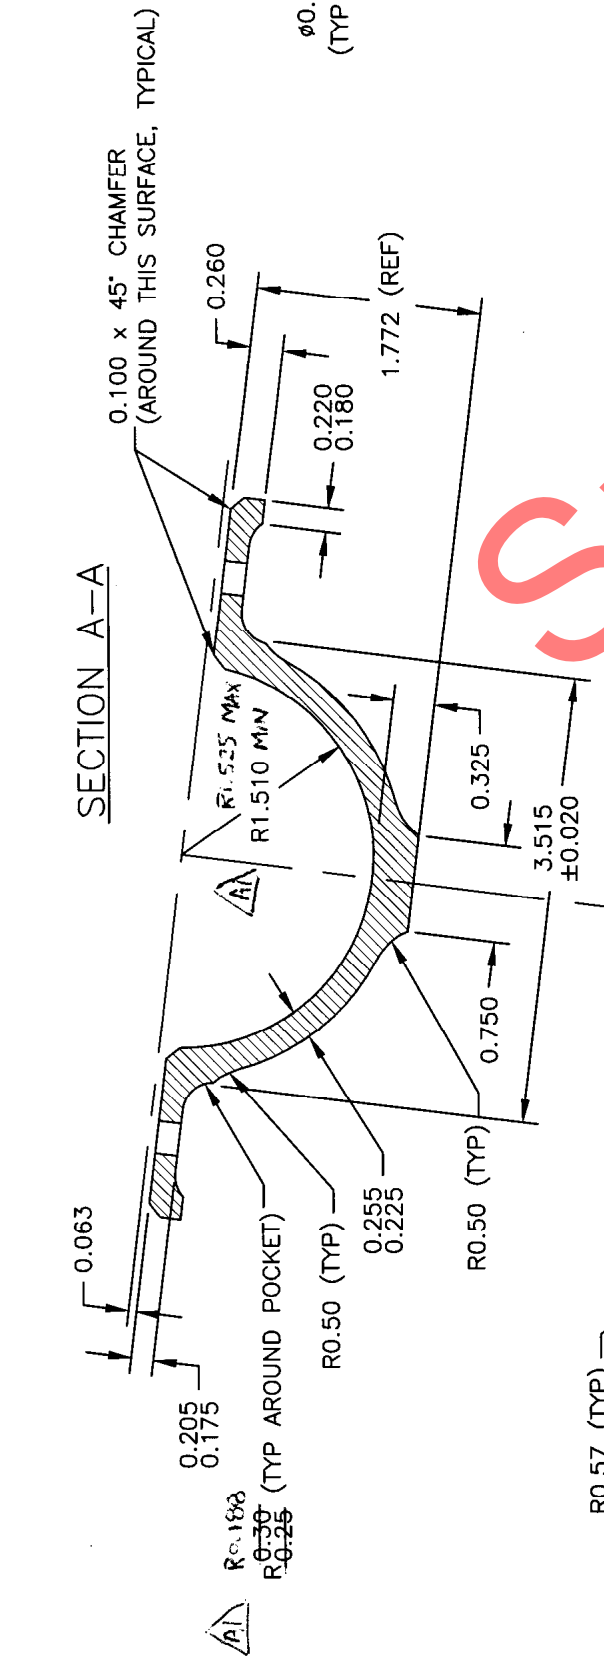 SECTION A-A
0.100 x 45° CHAMFER
(AROUND THIS SURFACE, TYPICAL)
ø0.
(TYP
0.260
1.772 (REF)
0.220
0.180
R1.525 MAX
R1.510 MIN
A1
0.325
3.515
±0.020
0.750
R0.50 (TYP)
0.255
0.225
R0.50 (TYP)
0.063
0.205
0.175
A1
R0.188
R0.30
0.25
(TYP AROUND POCKET)
R0.57 (TYP)
S